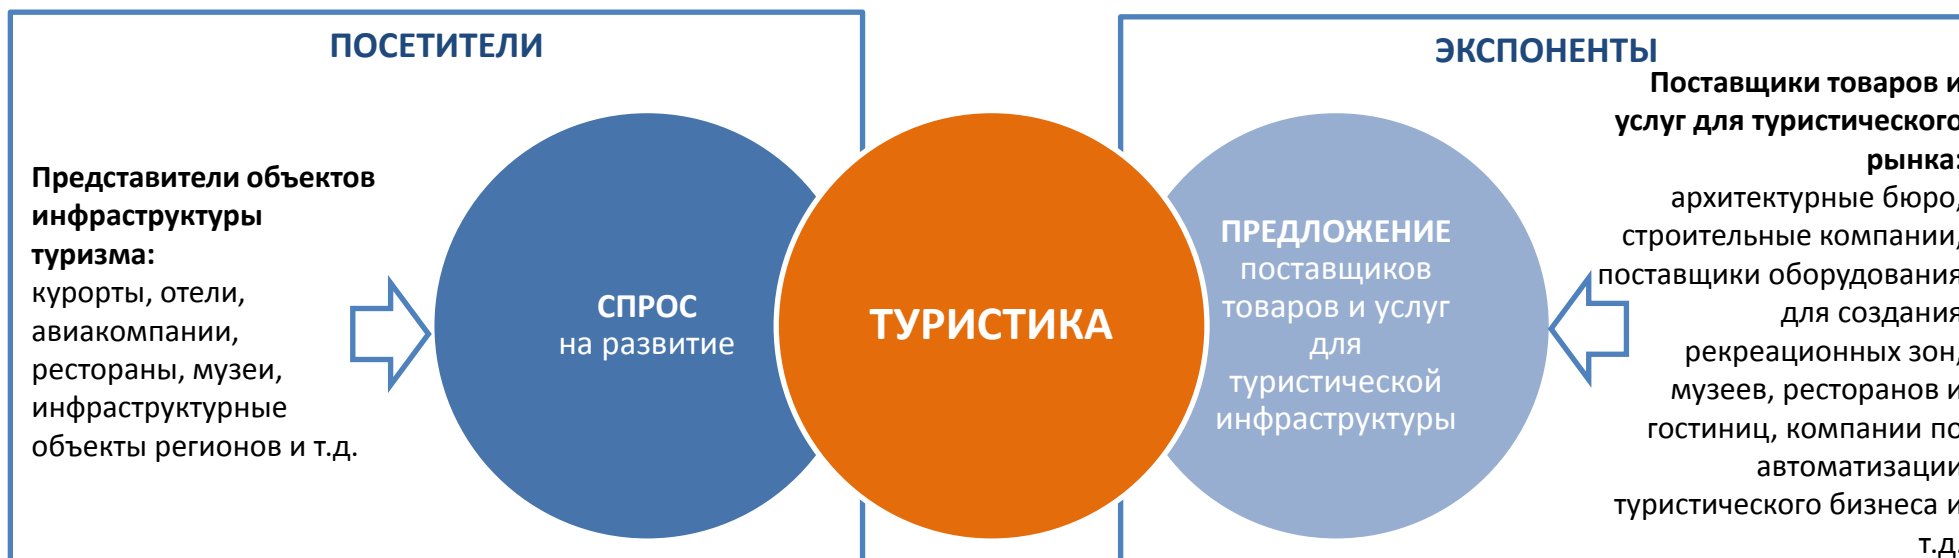 ПОСЕТИТЕЛИ
Представители объектов
инфраструктуры
туризма:
курорты, отели,
авиакомпании,
рестораны, музеи,
инфраструктурные
объекты регионов и т.д.
СПРОС
на развитие
ТУРИСТИКА
ПРЕДЛОЖЕНИЕ
поставщиков
товаров и услуг
для
туристической
инфраструктуры
ЭКСПОНЕНТЫ
Поставщики товаров и
услуг для туристического
рынка:
архитектурные бюро,
строительные компании,
поставщики оборудования
для создания
рекреационных зон,
музеев, ресторанов и
гостиниц, компании по
автоматизации
туристического бизнеса и
т.д.